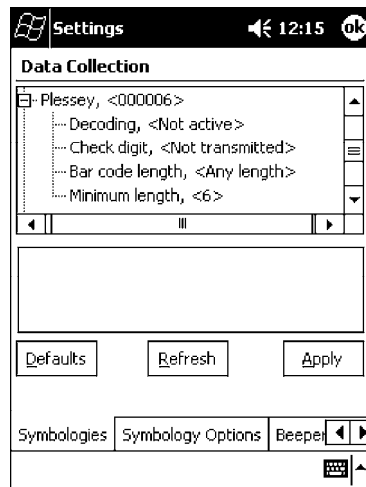 Settings 12:15 ok
Data Collection
Plessey, <000006>
Decoding, <Not active>
Check digit, <Not transmitted>
Bar code length, <Any length>
Minimum length, <6>
Defaults Refresh Apply
Symbologies Symbology Options Beeper